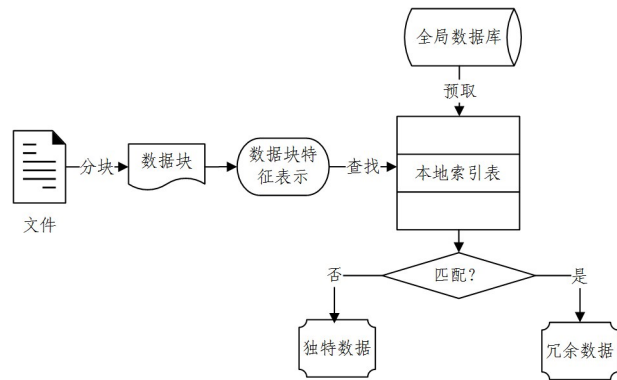 全局数据库
预取
文件
分块
数据块
数据块特
征表示
查找
本地索引表
匹配?
否
是
独特数据
冗余数据